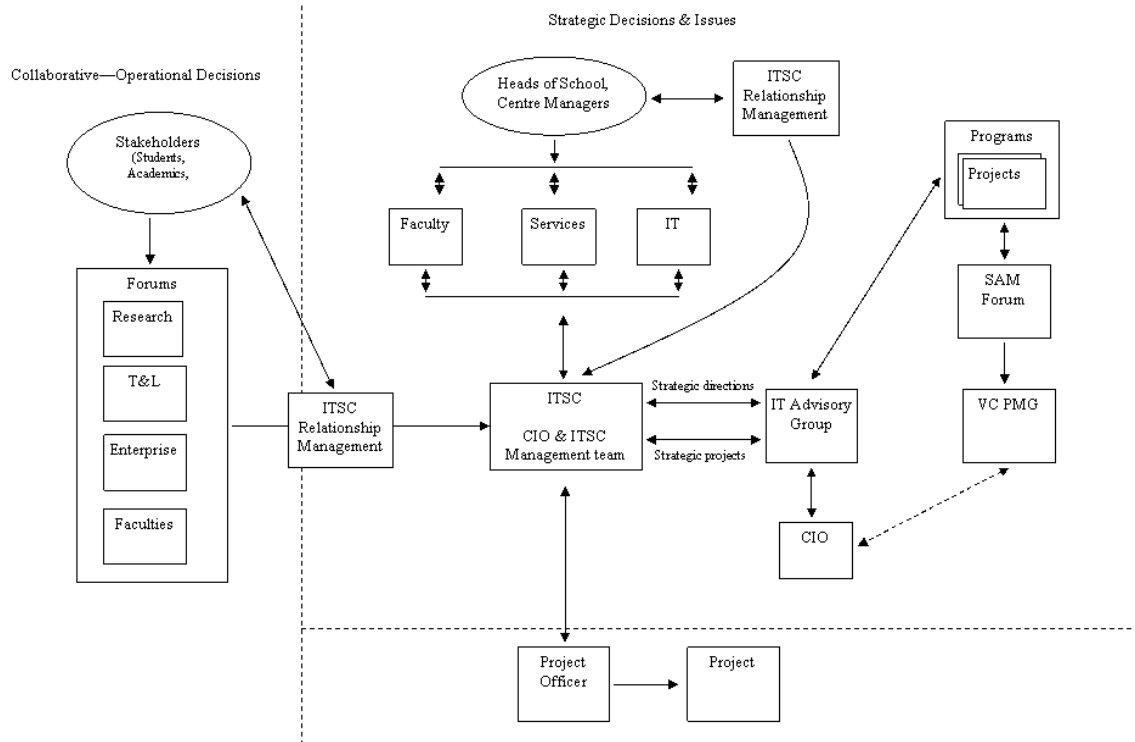 Strategic Decisions & Issues
Collaborative—Operational Decisions
Stakeholders
(Students,
Academics,
Forums
Research
T&L
Enterprise
Faculties
ITSC
Relationship
Management
Heads of School,
Centre Managers
ITSC
Relationship
Management
Faculty
Services
IT
ITSC
CIO & ITSC
Management team
Strategic directions
Strategic projects
IT Advisory
Group
CIO
Programs
Projects
SAM
Forum
VC PMG
Project
Officer
Project